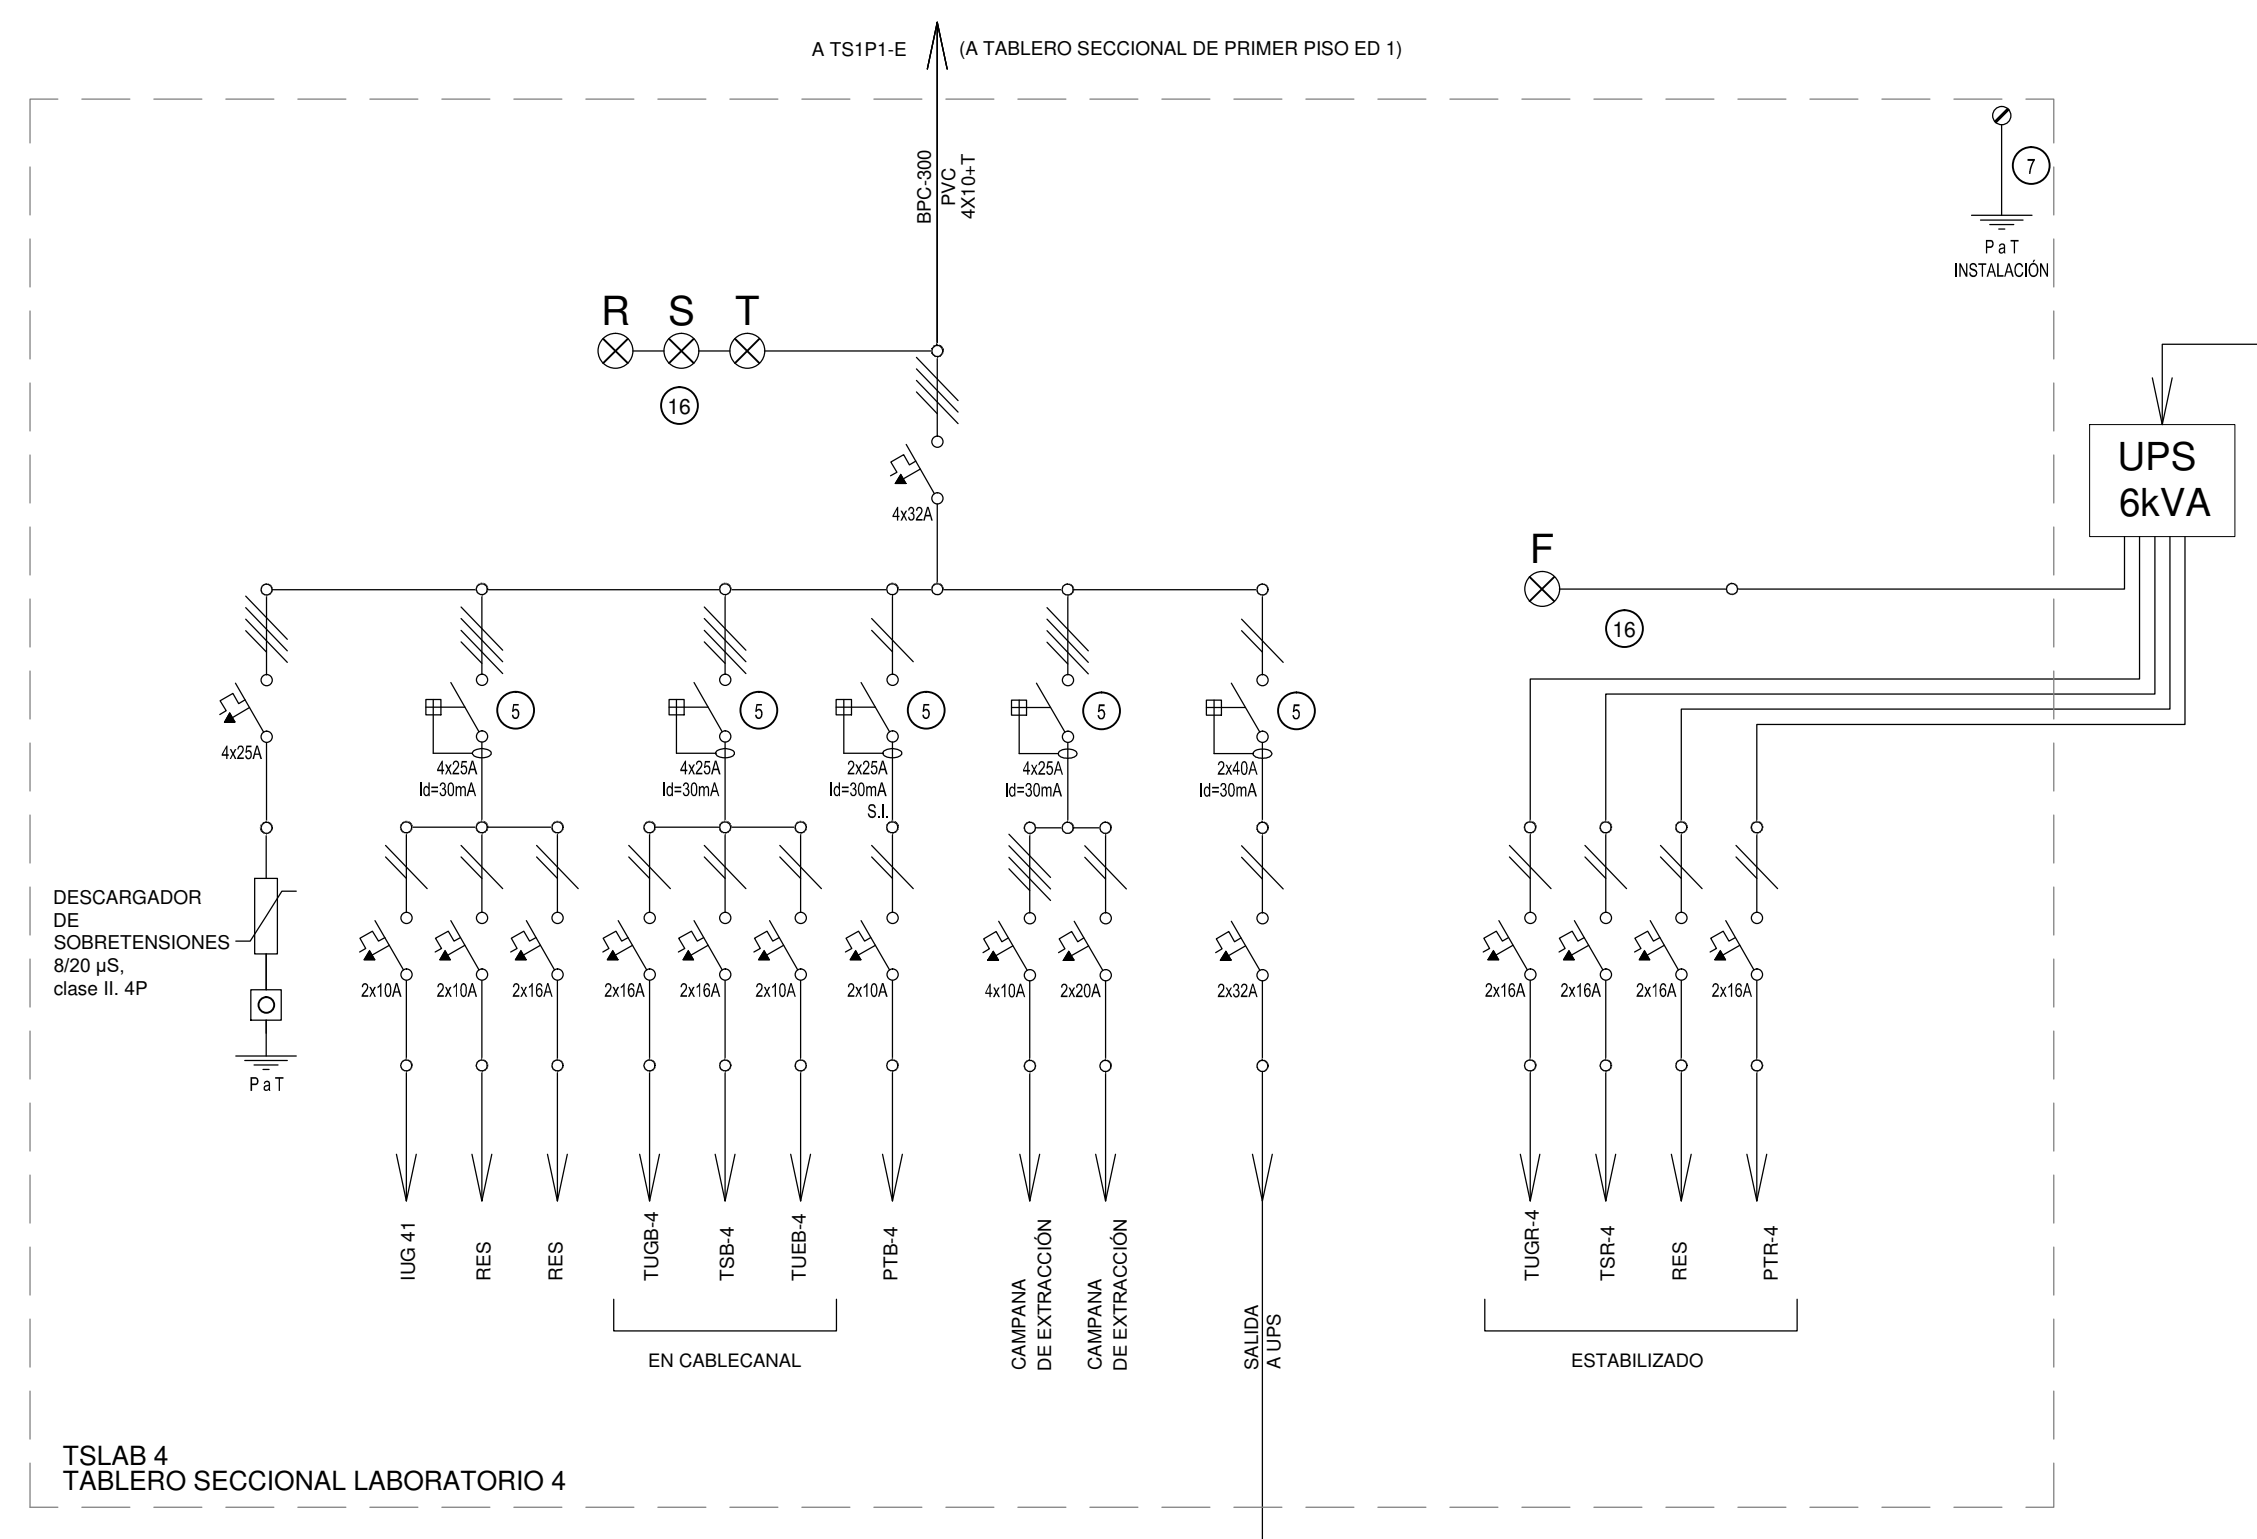 A TS1P1-E
(A TABLERO SECCIONAL DE PRIMER PISO ED 1)
BPC-300
PVC
4X10+T
7
P a T
INSTALACIÓN
R S T
16
4x32A
UPS
6kVA
F
16
4x25A
5
4x25A
Id=30mA
5
4x25A
Id=30mA
5
2x25A
Id=30mA
S.I.
5
4x25A
Id=30mA
5
2x40A
Id=30mA
DESCARGADOR
DE
SOBRETENSIONES
8/20 µS,
clase II. 4P
P a T
2x10A
2x10A
2x16A
2x16A
2x16A
2x10A
2x10A
4x10A
2x20A
2x32A
2x16A
2x16A
2x16A
2x16A
IUG 41
RES
RES
TUGB-4
TSB-4
TUEB-4
PTB-4
CAMPANA
DE EXTRACCIÓN
CAMPANA
DE EXTRACCIÓN
SALIDA
A UPS
TUGR-4
TSR-4
RES
PTR-4
EN CABLECANAL
ESTABILIZADO
TSLAB 4
TABLERO SECCIONAL LABORATORIO 4